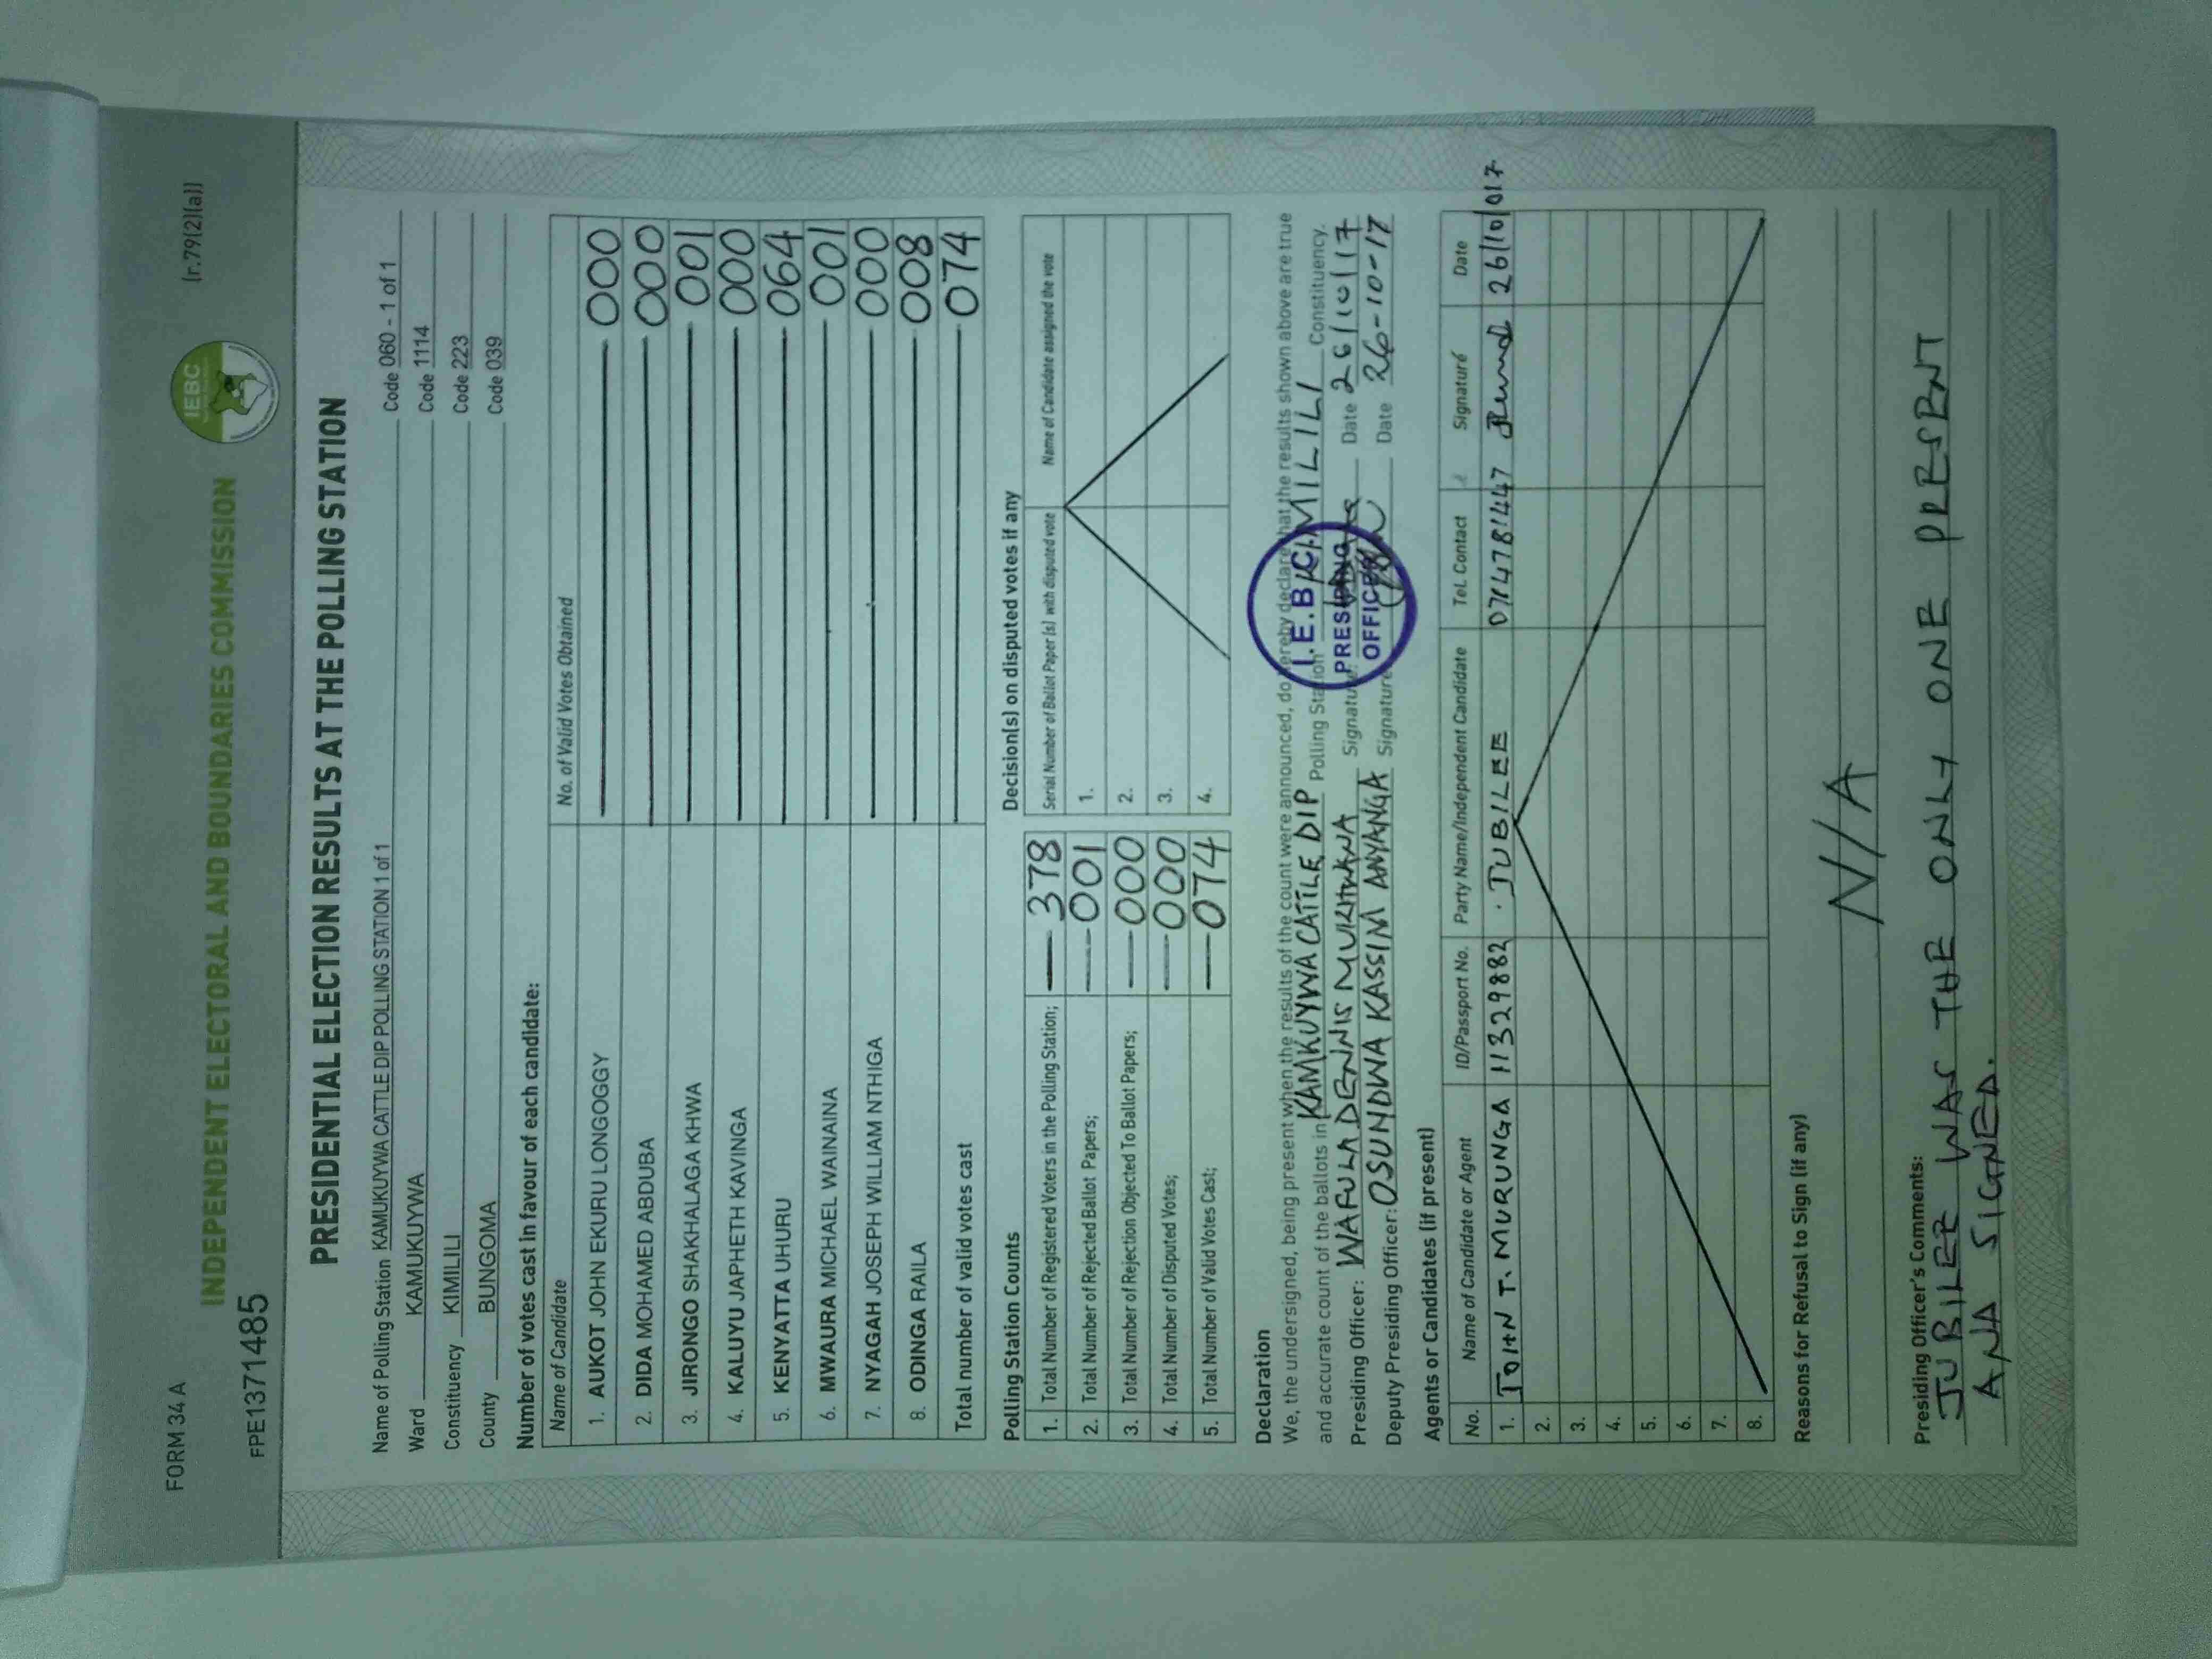 FORM 34 A
(r.79(2)(a))
IEBC
INDEPENDENT ELECTORAL AND BOUNDARIES COMMISSION
FPE1371485
PRESIDENTIAL ELECTION RESULTS AT THE POLLING STATION
Name of Polling Station KAMUKUYWA CATTLE DIP POLLING STATION 1 of 1 Code 060 - 1 of 1
Ward KAMUKUYWA Code 1114
Constituency KIMILILI Code 223
County BUNGOMA Code 039
Number of votes cast in favour of each candidate:
Name of Candidate No. of Valid Votes Obtained
1. AUKOT JOHN EKURU LONGOGGY 000
2. DIDA MOHAMED ABDUBA 000
3. JIRONGO SHAKHALAGA KHWA 001
4. KALUYU JAPHETH KAVINGA 000
5. KENYATTA UHURU 064
6. MWAURA MICHAEL WAINAINA 001
7. NYAGAH JOSEPH WILLIAM NTHIGA 000
8. ODINGA RAILA 008
Total number of valid votes cast 074
Polling Station Counts
1. Total Number of Registered Voters in the Polling Station; 378
2. Total Number of Rejected Ballot Papers; 001
3. Total Number of Rejection Objected To Ballot Papers; 000
4. Total Number of Disputed Votes; 000
5. Total Number of Valid Votes Cast; 074
Decision(s) on disputed votes if any
Serial Number of Ballot Paper (s) with disputed vote Name of Candidate assigned the vote
1.
2.
3.
4.
Declaration
We, the undersigned, being present when the results of the count were announced, do hereby declare that the results shown above are true
and accurate count of the ballots in KAMKUYWA CATTLE DIP Polling Station KIMILILI Constituency.
Presiding Officer: WAFULA DENNIS MUKHWANA Signature Date 26/10/17
Deputy Presiding Officer: OSUNDWA KASSIM ANYANGA Signature Date 26-10-17
I.E.B.C.
PRESIDING
OFFICER
Agents or Candidates (if present)
No. Name of Candidate or Agent ID/Passport No. Party Name/Independent Candidate Tel. Contact Signature Date
1. JOHN T. MURUNGA 11329882 JUBILEE 0714781447 26/10/017
2.
3.
4.
5.
6.
7.
8.
Reasons for Refusal to Sign (if any)
N/A
Presiding Officer's Comments:
JUBILEE WAS THE ONLY ONE PRESENT
AND SIGNED.